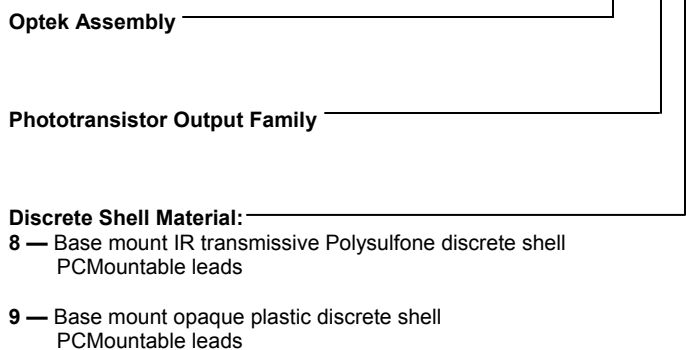 Optek Assembly
Phototransistor Output Family
Discrete Shell Material:
8 — Base mount IR transmissive Polysulfone discrete shell
PCMountable leads
9 — Base mount opaque plastic discrete shell
PCMountable leads